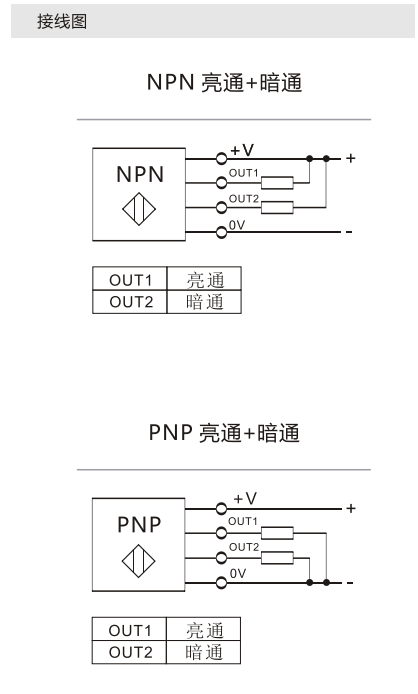 接线图
NPN 亮通+暗通
+V
+
NPN
OUT1
OUT2
0V
-
OUT1 亮通
OUT2 暗通
PNP 亮通+暗通
+V
+
PNP
OUT1
OUT2
0V
-
OUT1 亮通
OUT2 暗通